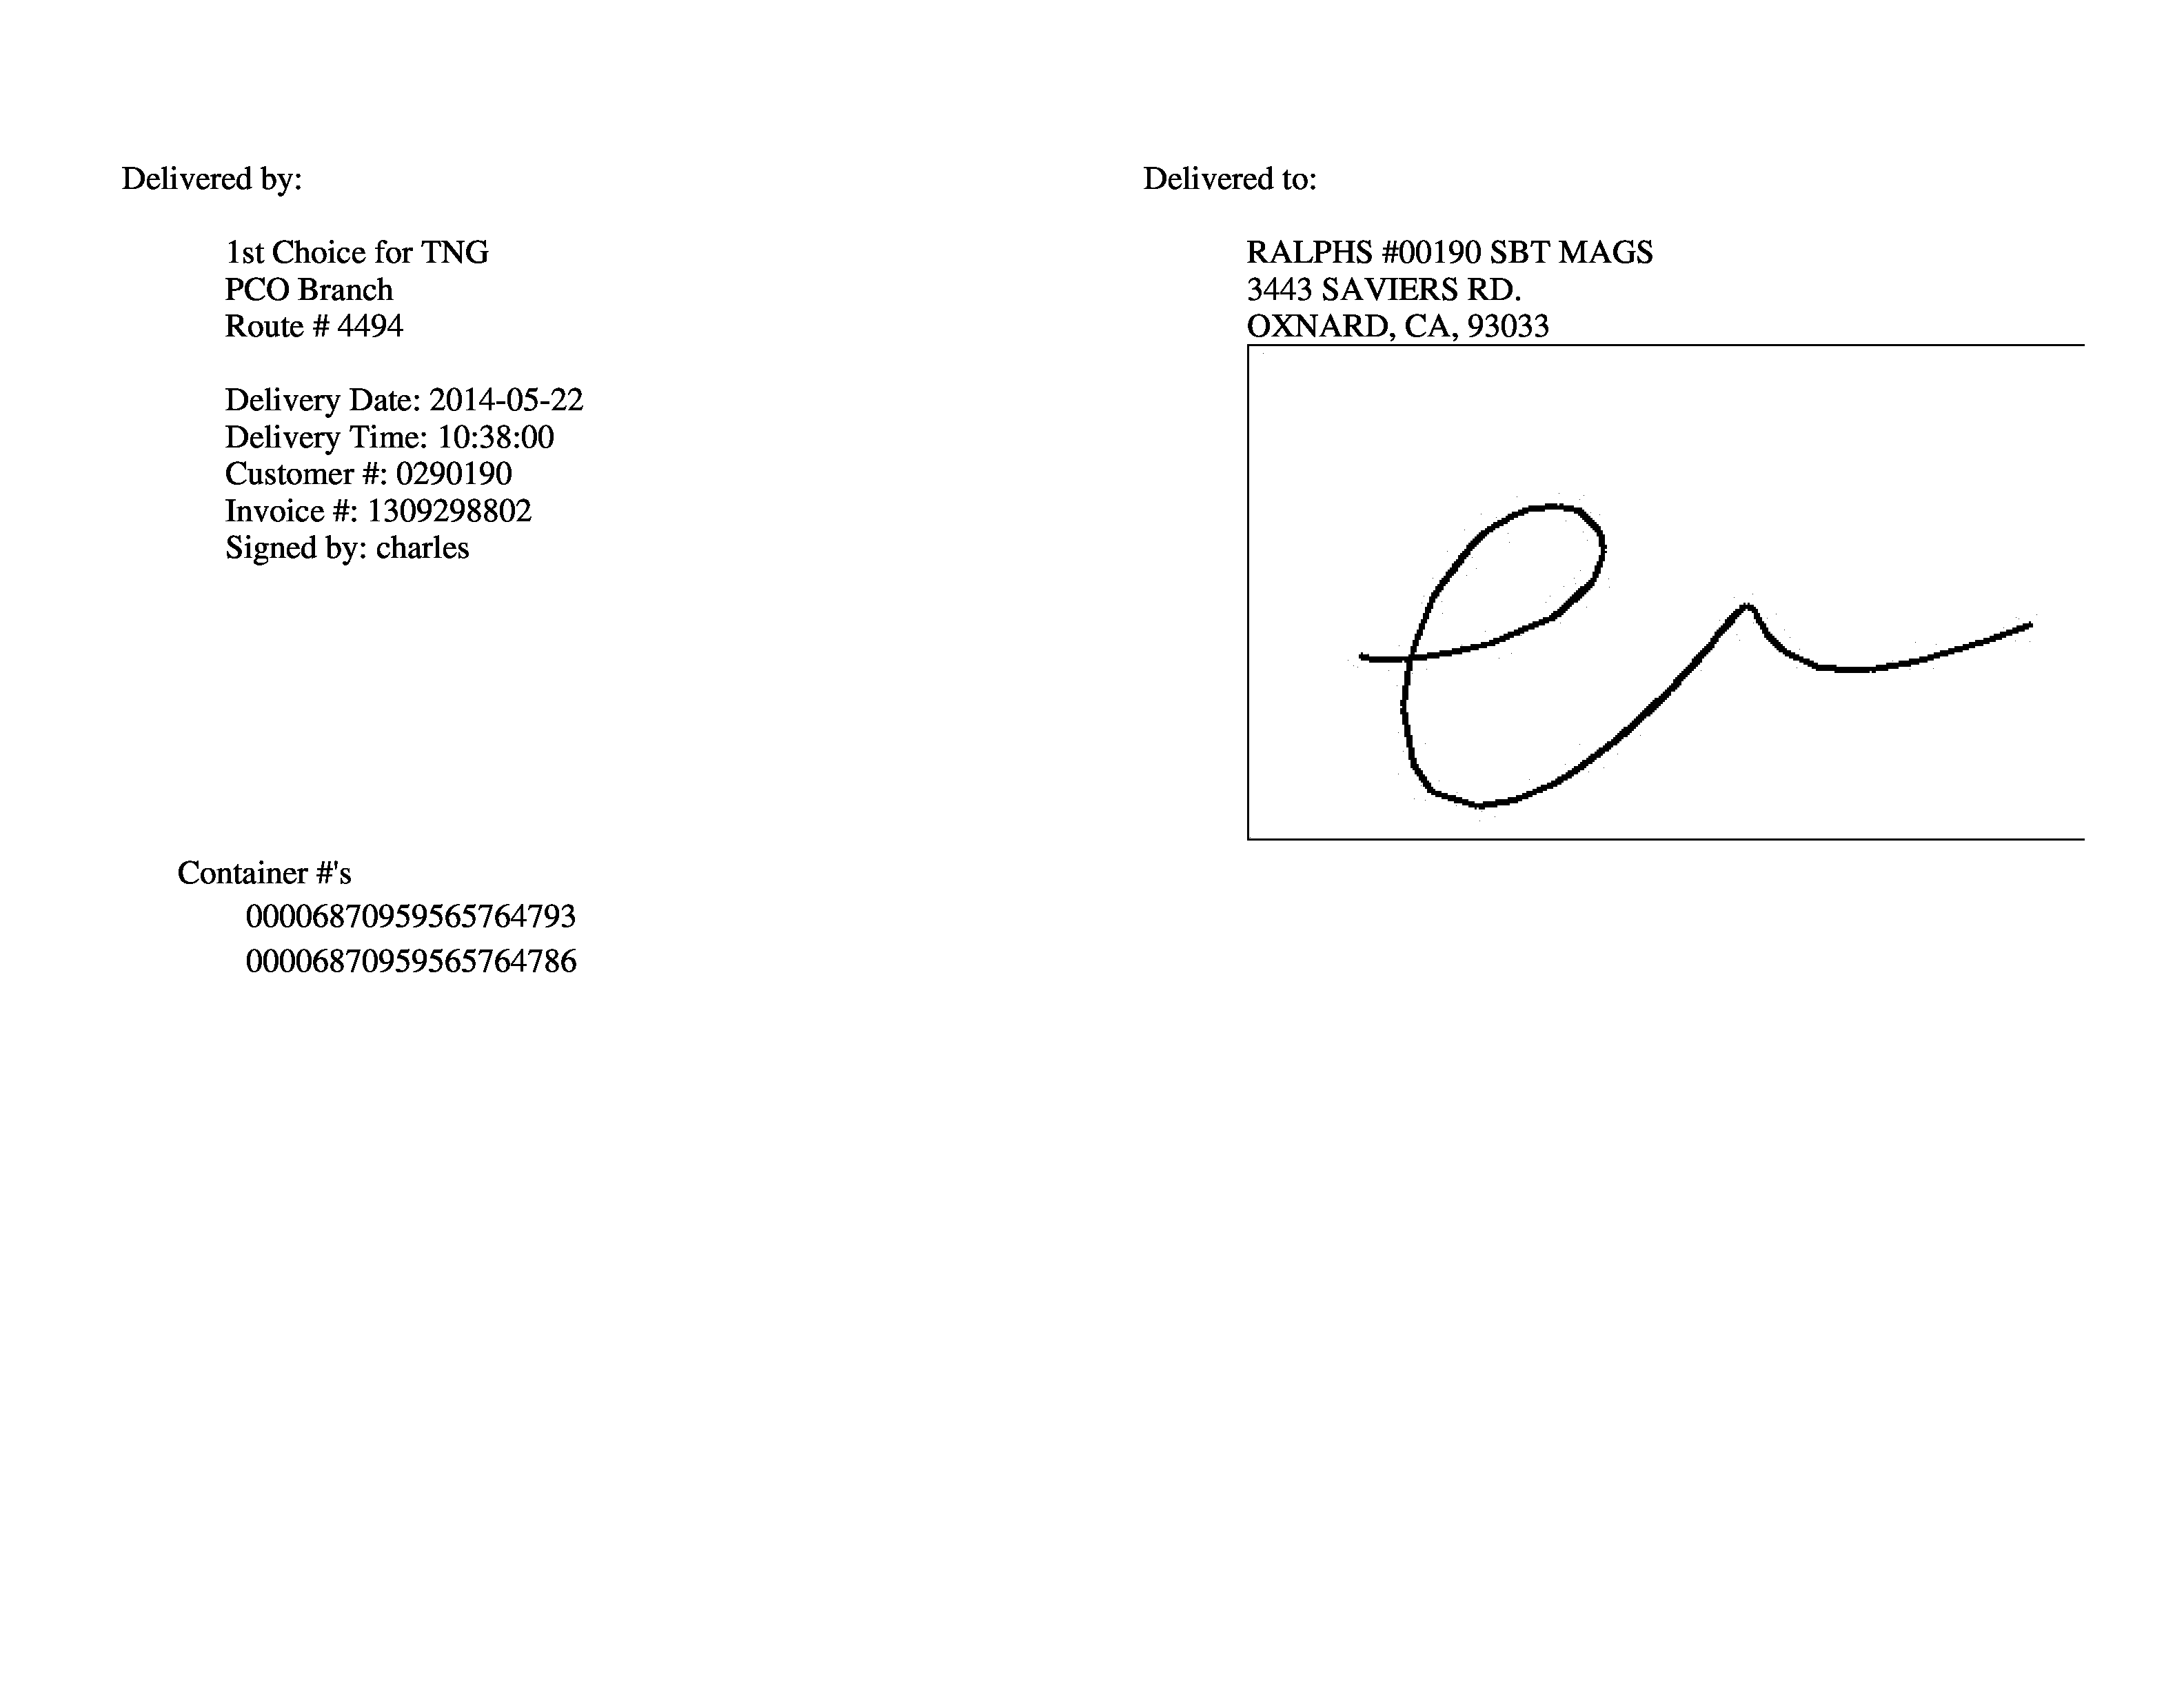 Delivered by:
1st Choice for TNG
PCO Branch
Route # 4494
Delivery Date: 2014-05-22
Delivery Time: 10:38:00
Customer #: 0290190
Invoice #: 1309298802
Signed by: charles
Delivered to:
RALPHS #00190 SBT MAGS
3443 SAVIERS RD.
OXNARD, CA, 93033
Container #'s
00006870959565764793
00006870959565764786